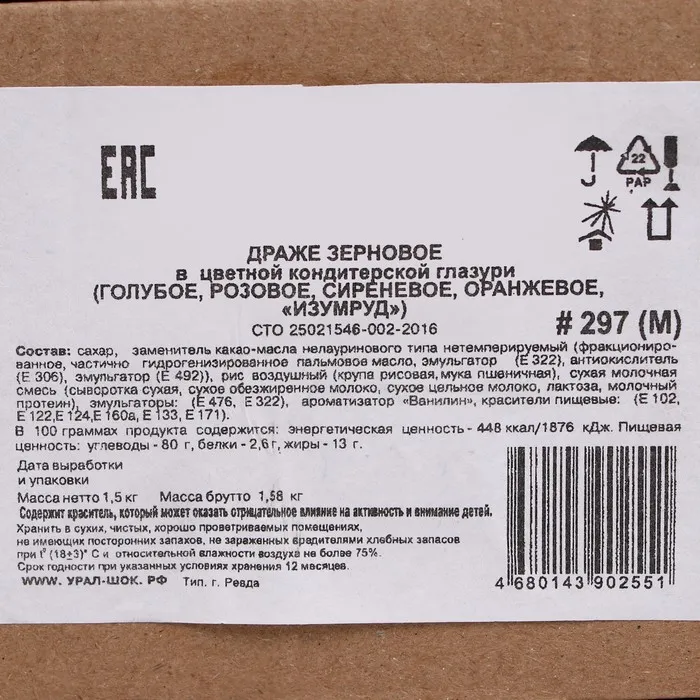 EAC
22
PAP
ДРАЖЕ ЗЕРНОВОЕ
в цветной кондитерской глазури
(ГОЛУБОЕ, РОЗОВОЕ, СИРЕНЕВОЕ, ОРАНЖЕВОЕ,
«ИЗУМРУД»)
СТО 25021546-002-2016
# 297 (М)
Состав: сахар, заменитель какао-масла нелауринового типа нетемперируемый (фракциониро-
ванное, частично гидрогенизированное пальмовое масло, эмульгатор (Е 322), антиокислитель
(Е 306), эмульгатор (Е 492)), рис воздушный (крупа рисовая, мука пшеничная), сухая молочная
смесь (сыворотка сухая, сухое обезжиренное молоко, сухое цельное молоко, лактоза, молочный
протеин), эмульгаторы: (Е 476, Е 322), ароматизатор «Ванилин», красители пищевые: (Е 102,
Е 122,Е 124,Е 160а, Е 133, Е 171).
В 100 граммах продукта содержится: энергетическая ценность - 448 ккал/1876 кДж. Пищевая
ценность: углеводы - 80 г, белки - 2,6 г, жиры - 13 г.
Дата выработки
и упаковки
Масса нетто 1,5 кг Масса брутто 1,58 кг
Содержит краситель, который может оказать отрицательное влияние на активность и внимание детей.
Хранить в сухих, чистых, хорошо проветриваемых помещениях,
не имеющих посторонних запахов, не зараженных вредителями хлебных запасов
при t° (18±3)° С и относительной влажности воздуха не более 75%.
Срок годности при указанных условиях хранения 12 месяцев.
WWW. УРАЛ-ШОК. РФ Тип. г. Ревда
4 680143 902551